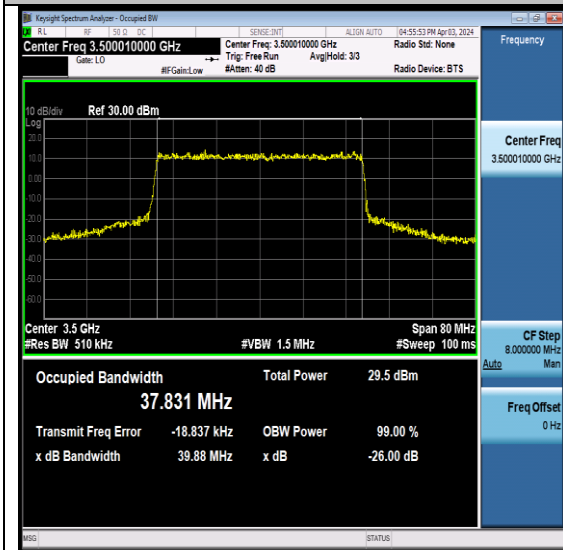 Keysight Spectrum Analyzer - Occupied BW
RL RF 50 Ω DC SENSE:INT ALIGN AUTO 04:55:53 PM Apr 03, 2024
Center Freq 3.500010000 GHz Center Freq: 3.500010000 GHz Radio Std: None Frequency
Gate: LO Trig: Free Run Avg|Hold: 3/3
#IFGain:Low #Atten: 40 dB Radio Device: BTS
10 dB/div Ref 30.00 dBm
Log
20.0
10.0
0.00
-10.0
-20.0
-30.0
-40.0
-50.0
-60.0
Center Freq
3.500010000 GHz
Center 3.5 GHz Span 80 MHz
#Res BW 510 kHz #VBW 1.5 MHz #Sweep 100 ms
CF Step
8.000000 MHz
Auto Man
Occupied Bandwidth Total Power 29.5 dBm
37.831 MHz
Freq Offset
0 Hz
Transmit Freq Error -18.837 kHz OBW Power 99.00 %
x dB Bandwidth 39.88 MHz x dB -26.00 dB
MSG STATUS